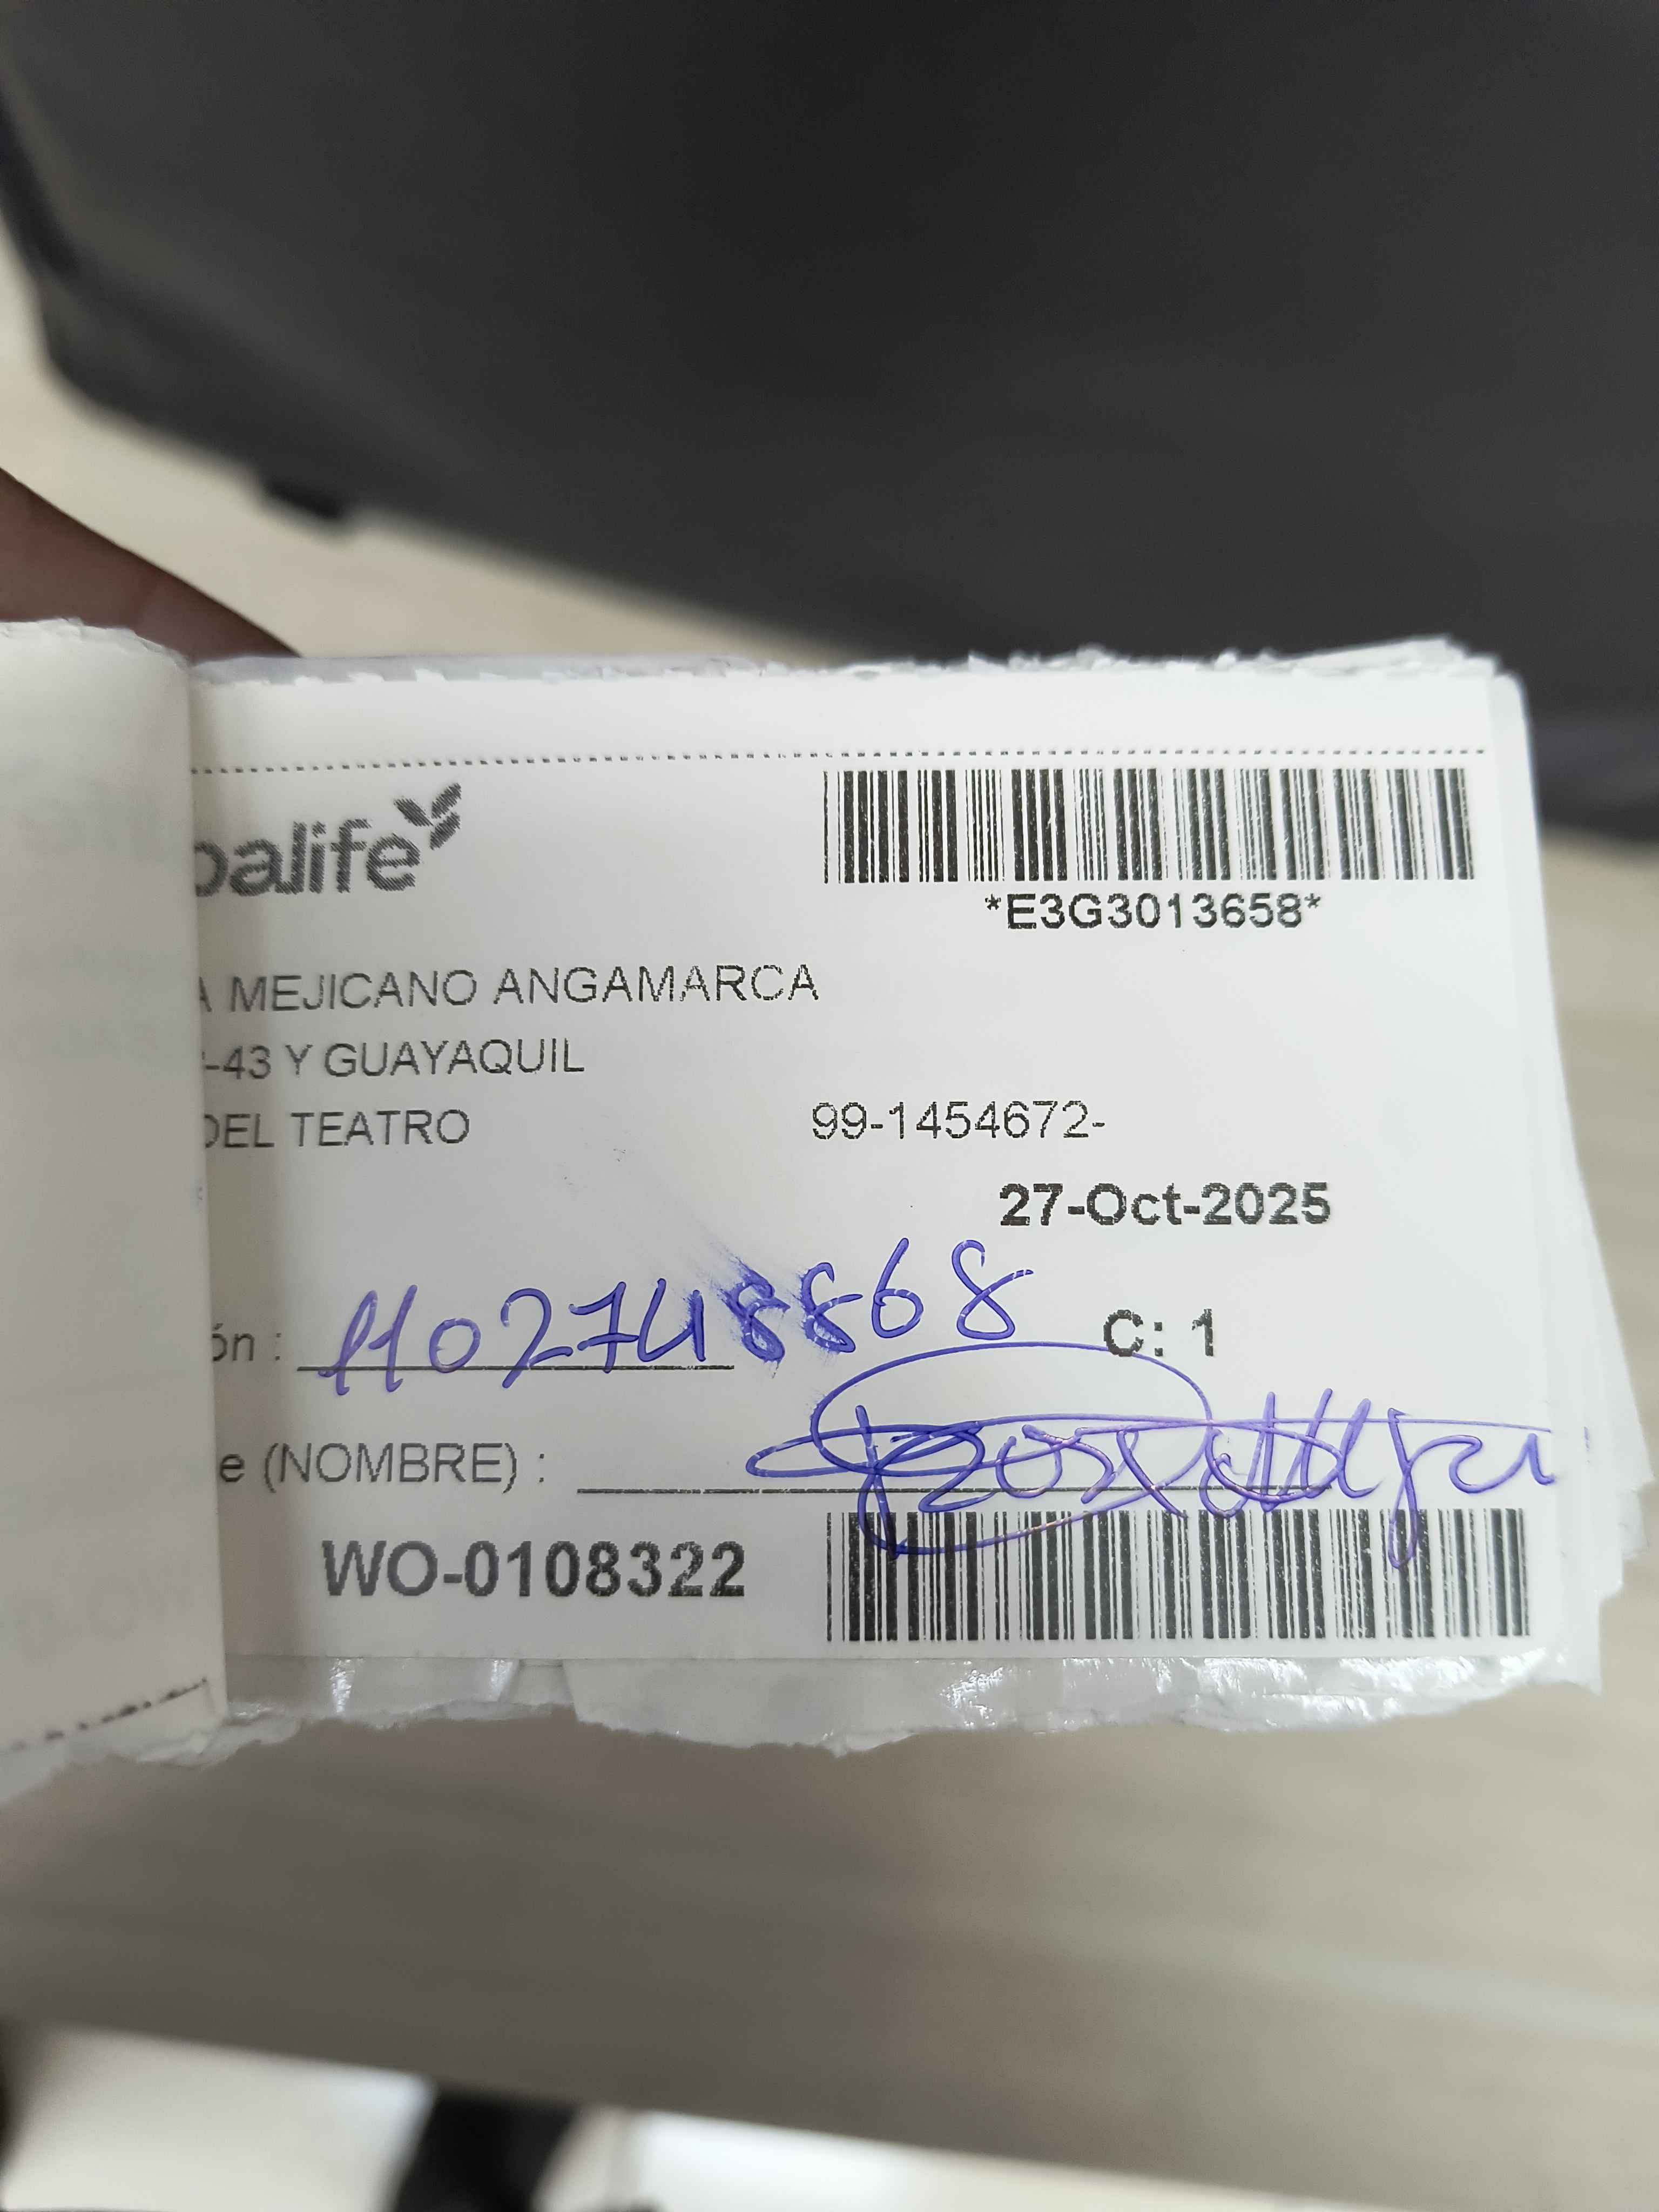 balife
*E3G3013658*
A MEJICANO ANGAMARCA
-43 Y GUAYAQUIL
DEL TEATRO 99-1454672-
27-Oct-2025
ón : 1102748868 C: 1
e (NOMBRE) :
WO-0108322